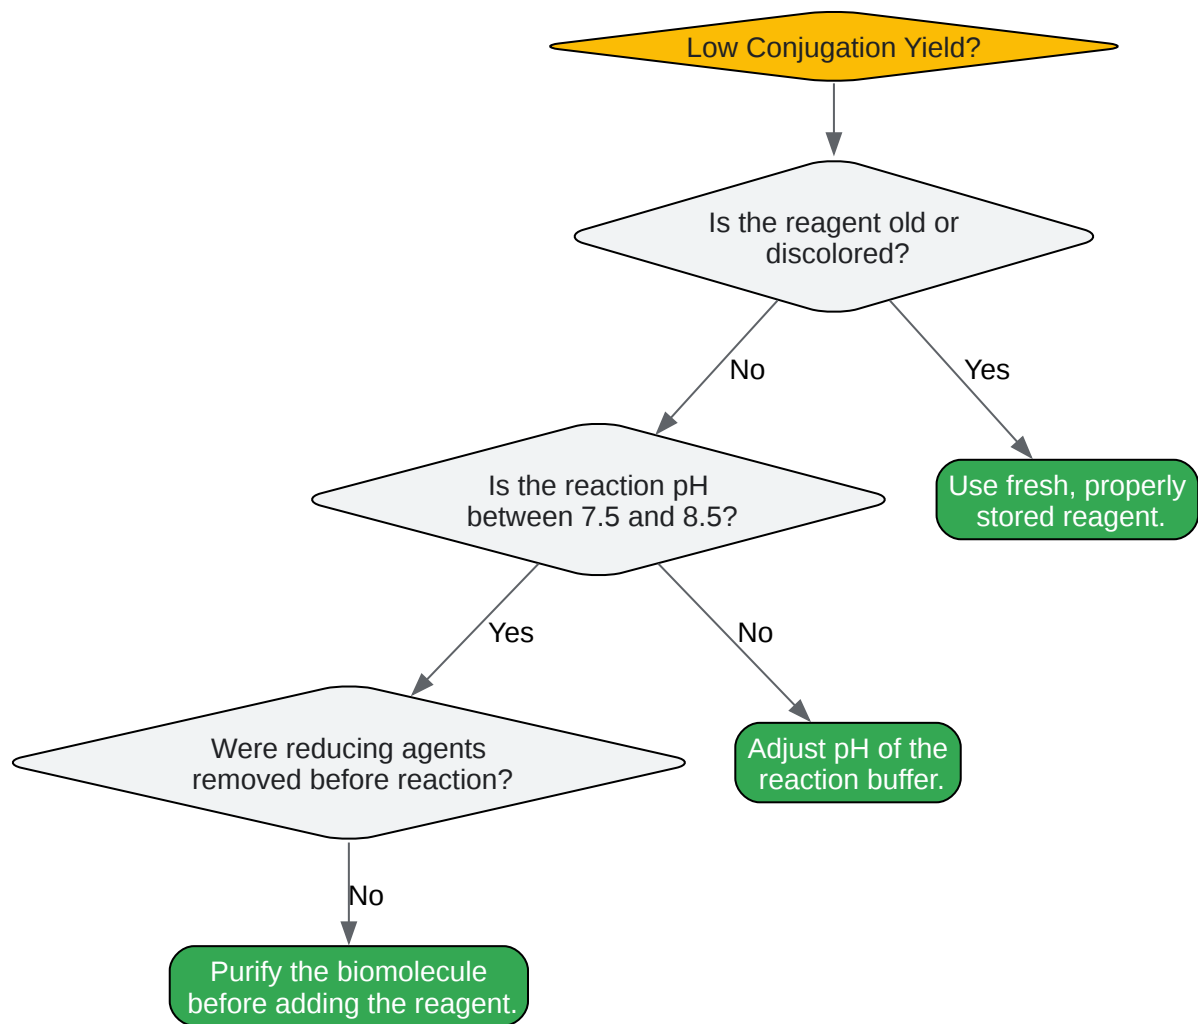 Low Conjugation Yield?
Is the reagent old or
discolored?
No
Yes
Is the reaction pH
between 7.5 and 8.5?
Use fresh, properly
stored reagent.
Yes
No
Were reducing agents
removed before reaction?
Adjust pH of the
reaction buffer.
No
Purify the biomolecule
before adding the reagent.